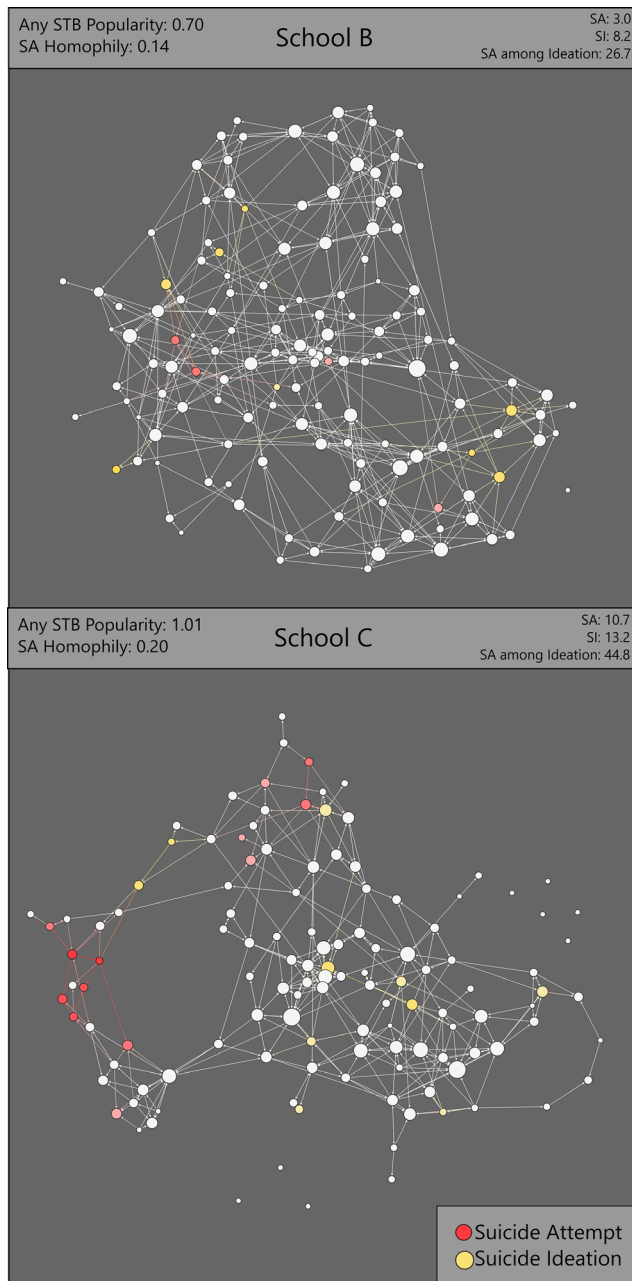 Any STB Popularity: 0.70
SA Homophily: 0.14
School B
SA: 3.0
SI: 8.2
SA among Ideation: 26.7
Any STB Popularity: 1.01
SA Homophily: 0.20
School C
SA: 10.7
SI: 13.2
SA among Ideation: 44.8
Suicide Attempt
Suicide Ideation